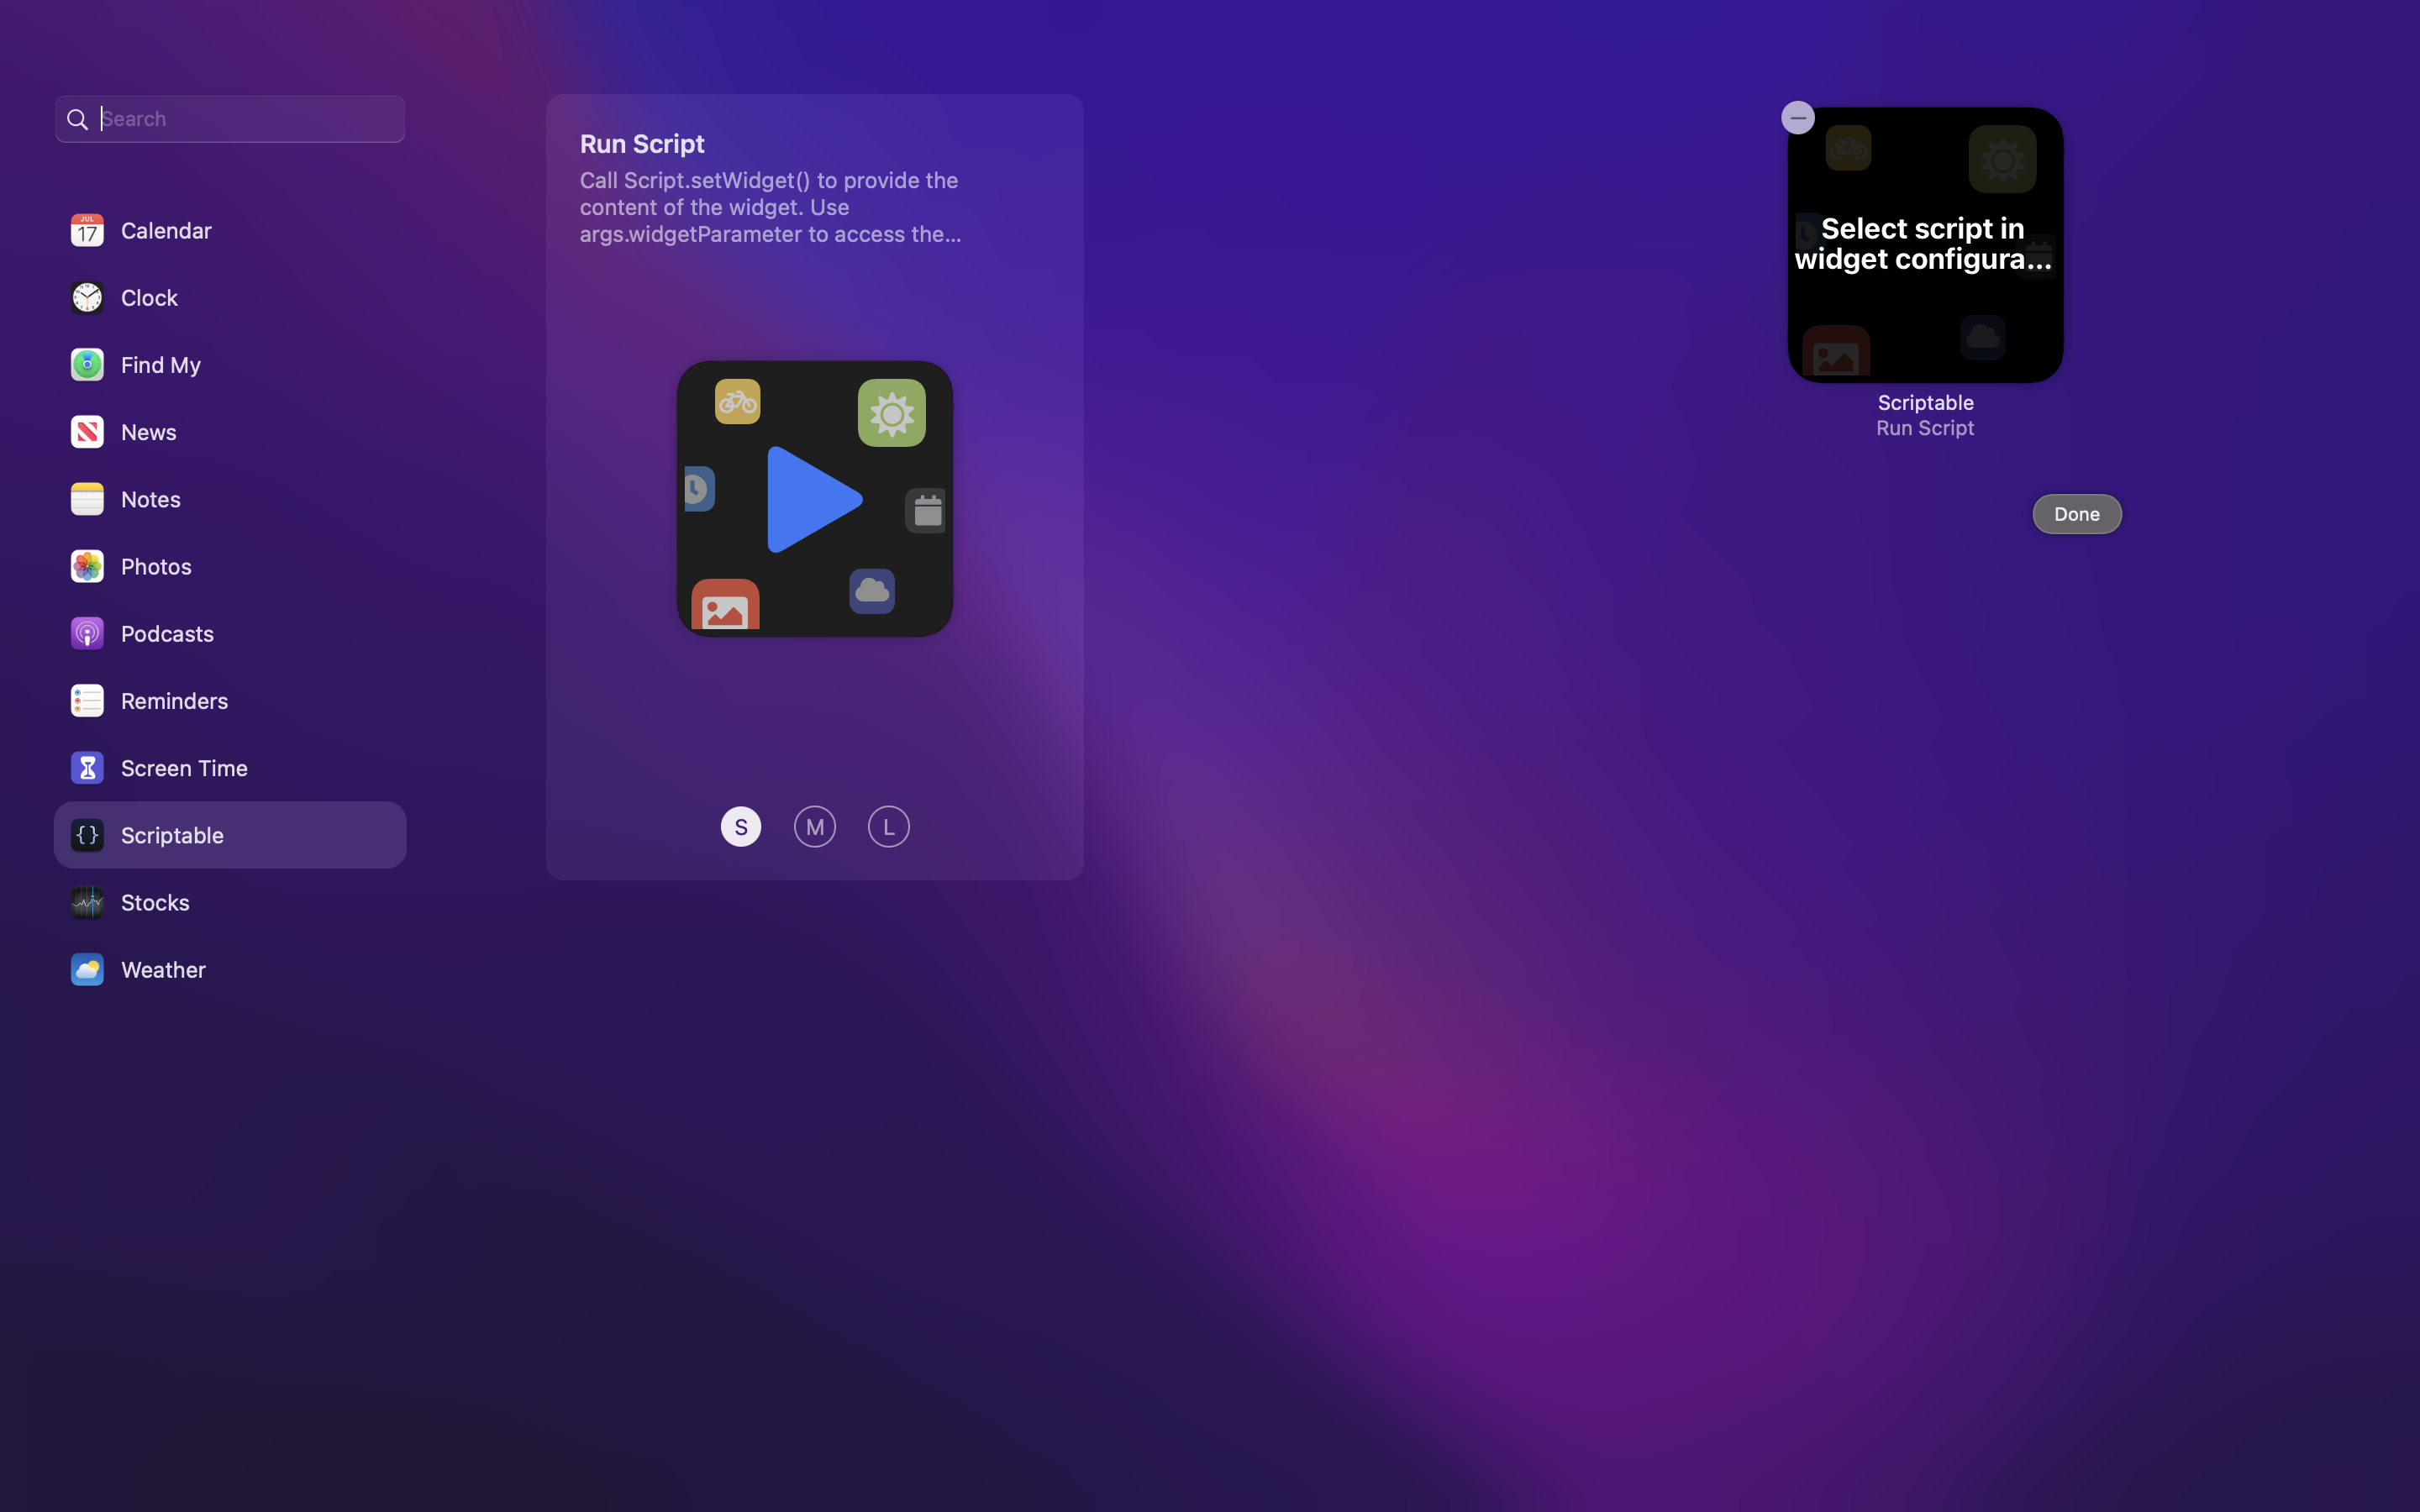 Search
JUL
17
Calendar
Clock
Find My
News
Notes
Photos
Podcasts
Reminders
Screen Time
{} Scriptable
Stocks
Weather
Run Script
Call Script.setWidget() to provide the
content of the widget. Use
args.widgetParameter to access the...
S M L
Select script in
widget configura...
Scriptable
Run Script
Done